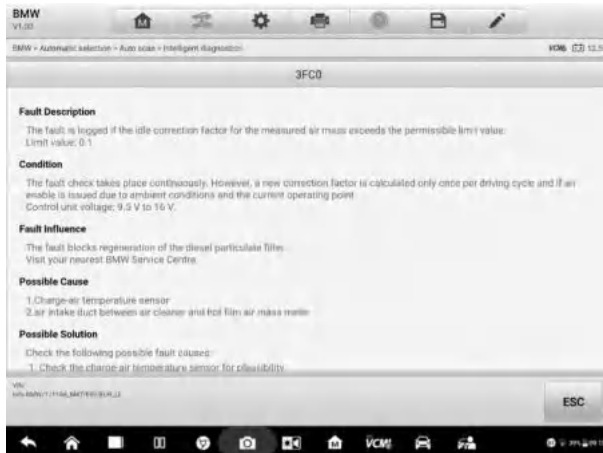 BMW
V1.00
BMW > Automatic selection > Auto scan > Intelligent diagnostics
VCMI 12.5
3FC0
Fault Description
The fault is logged if the idle correction factor for the measured air mass exceeds the permissible limit value.
Limit value: 0.1
Condition
The fault check takes place continuously. However, a new correction factor is calculated only once per driving cycle and if an
enable is issued due to ambient conditions and the current operating point.
Control unit voltage: 9.5 V to 16 V.
Fault Influence
The fault blocks regeneration of the diesel particulate filter.
Visit your nearest BMW Service Centre.
Possible Cause
1.Charge-air temperature sensor
2.air intake duct between air cleaner and hot film air mass meter
Possible Solution
Check the following possible fault causes:
1. Check the charge air temperature sensor for plausibility
VIN:
ESC
VCMI